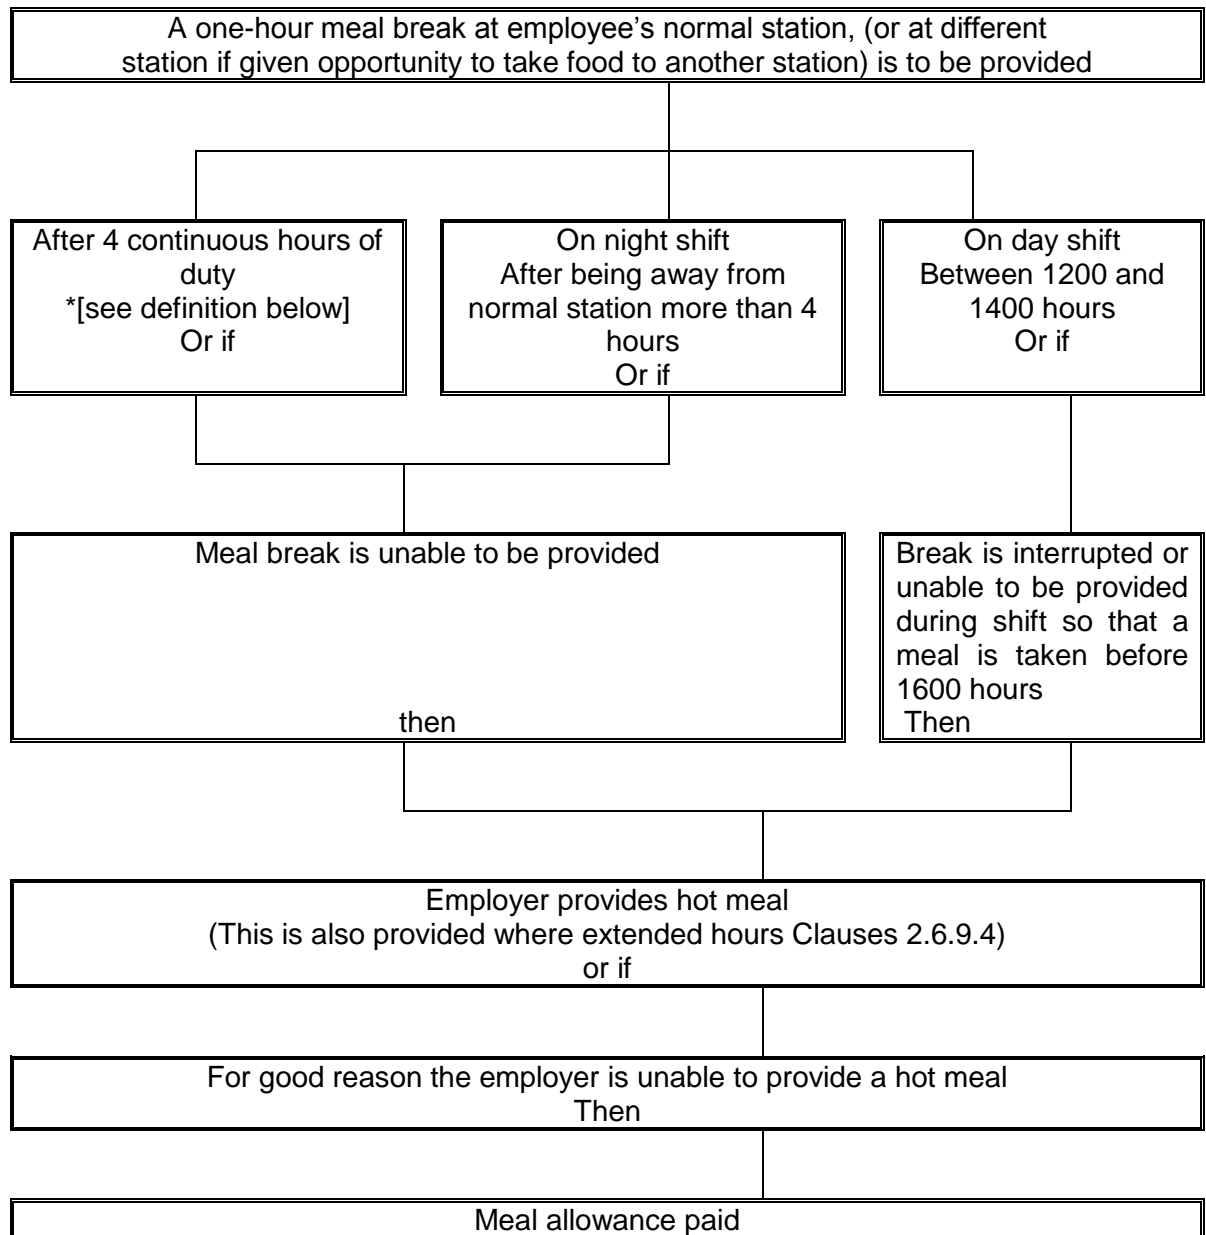 A one-hour meal break at employee’s normal station, (or at different
station if given opportunity to take food to another station) is to be provided
After 4 continuous hours of
duty
*[see definition below]
Or if
On night shift
After being away from
normal station more than 4
hours
Or if
On day shift
Between 1200 and
1400 hours
Or if
Meal break is unable to be provided
then
Break is interrupted or
unable to be provided
during shift so that a
meal is taken before
1600 hours
Then
Employer provides hot meal
(This is also provided where extended hours Clauses 2.6.9.4)
or if
For good reason the employer is unable to provide a hot meal
Then
Meal allowance paid